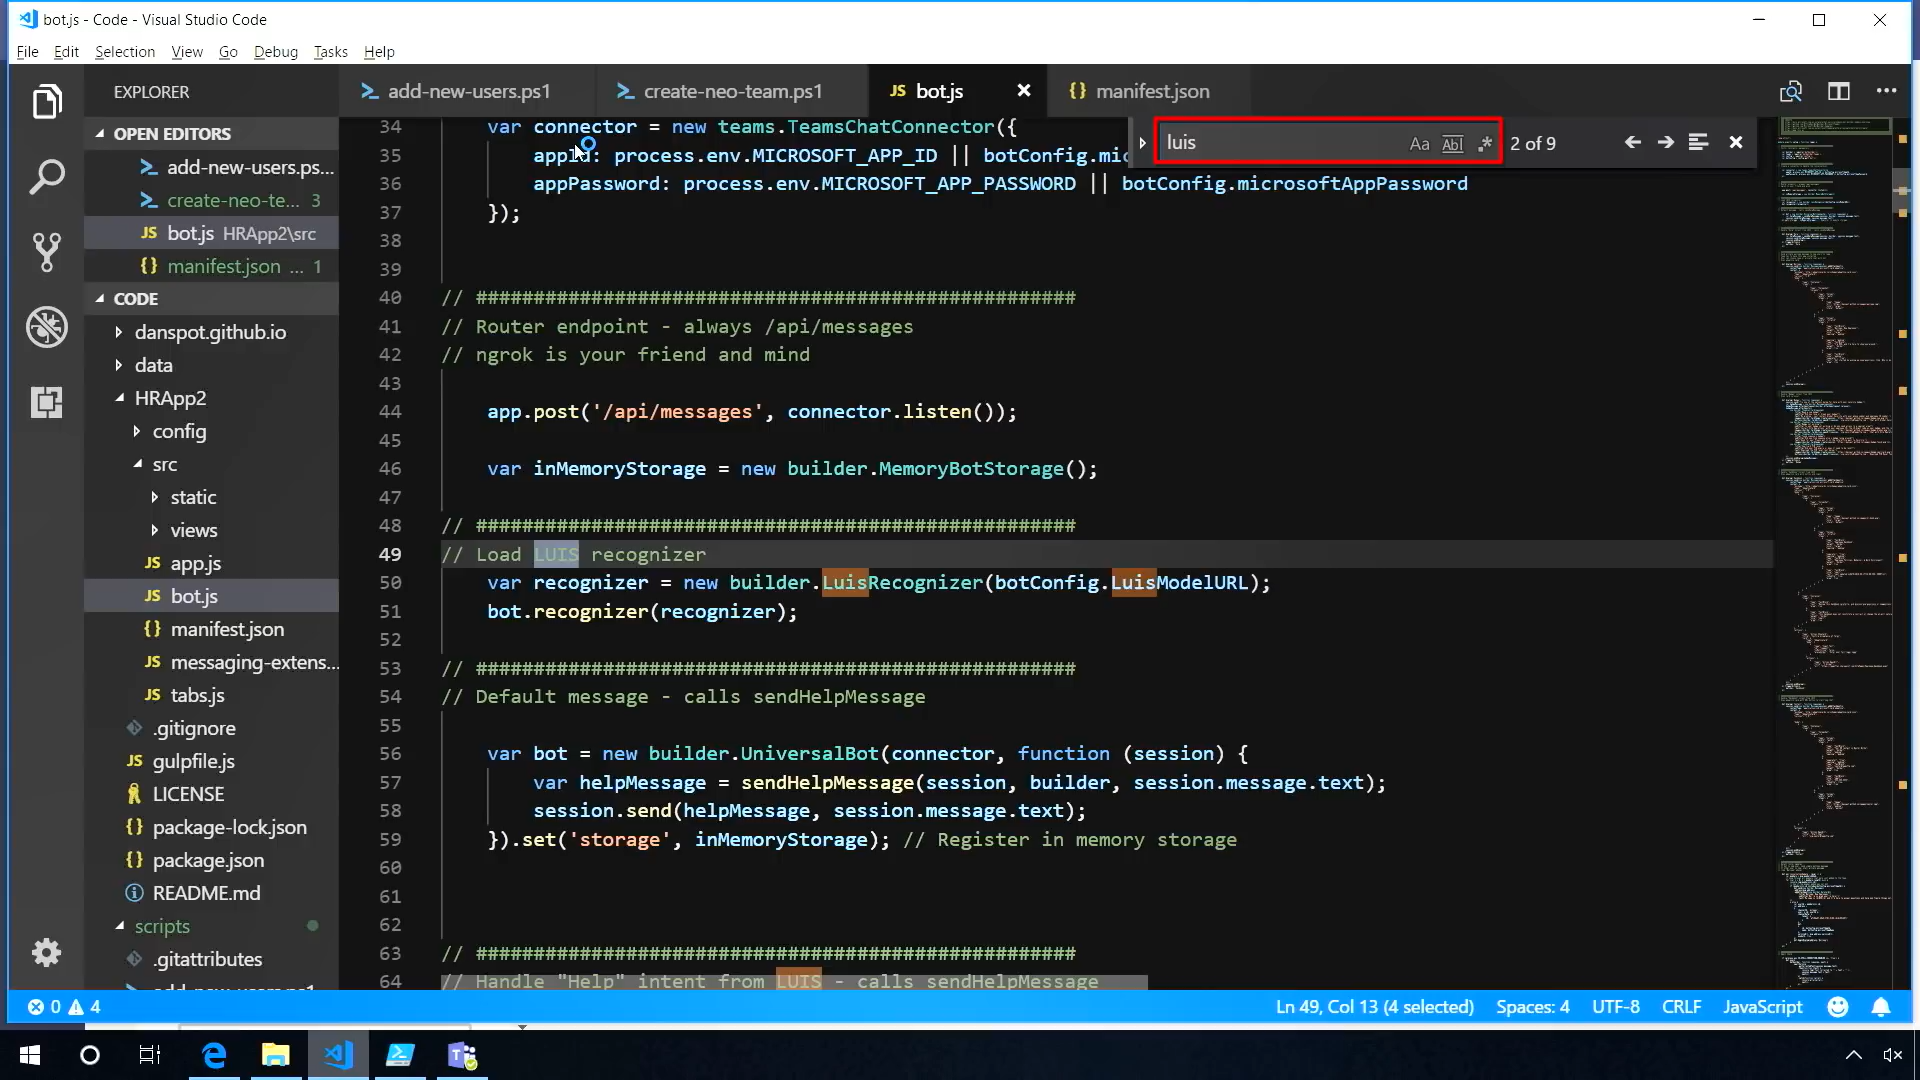 bot.js - Code - Visual Studio Code
File Edit Selection View Go Debug Tasks Help
EXPLORER
OPEN EDITORS
add-new-users.ps...
create-neo-te... 3
bot.js HRApp2\src
manifest.json ... 1
CODE
danspot.github.io
data
HRApp2
config
src
static
views
JS app.js
JS bot.js
{} manifest.json
JS messaging-extens...
JS tabs.js
.gitignore
JS gulpfile.js
LICENSE
{} package-lock.json
{} package.json
README.md
scripts
.gitattributes
add-new-users.ps1 create-neo-team.ps1 JS bot.js {} manifest.json
luis Aa Abl .* 2 of 9
34 var connector = new teams.TeamsChatConnector({
35 appId: process.env.MICROSOFT_APP_ID || botConfig.mic
36 appPassword: process.env.MICROSOFT_APP_PASSWORD || botConfig.microsoftAppPassword
37 });
38
39
40 // ####################################################
41 // Router endpoint - always /api/messages
42 // ngrok is your friend and mind
43
44 app.post('/api/messages', connector.listen());
45
46 var inMemoryStorage = new builder.MemoryBotStorage();
47
48 // ####################################################
49 // Load LUIS recognizer
50 var recognizer = new builder.LuisRecognizer(botConfig.LuisModelURL);
51 bot.recognizer(recognizer);
52
53 // ####################################################
54 // Default message - calls sendHelpMessage
55
56 var bot = new builder.UniversalBot(connector, function (session) {
57 var helpMessage = sendHelpMessage(session, builder, session.message.text);
58 session.send(helpMessage, session.message.text);
59 }).set('storage', inMemoryStorage); // Register in memory storage
60
61
62
63 // ####################################################
64 // Handle "Help" intent from LUIS - calls sendHelpMessage
0 4 Ln 49, Col 13 (4 selected) Spaces: 4 UTF-8 CRLF JavaScript